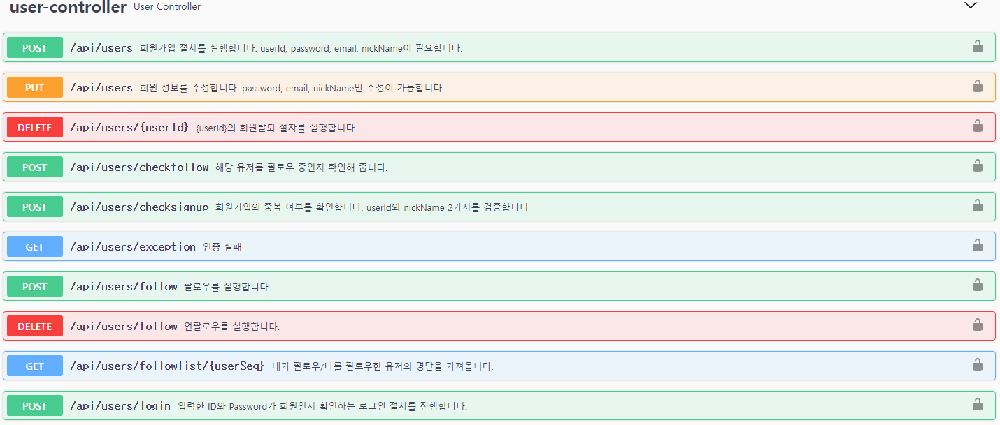 user-controller User Controller
POST /api/users 회원가입 절차를 실행합니다. userId, password, email, nickName이 필요합니다.
PUT /api/users 회원 정보를 수정합니다. password, email, nickName만 수정이 가능합니다.
DELETE /api/users/{userId} {userId}의 회원탈퇴 절차를 실행합니다.
POST /api/users/checkfollow 해당 유저를 팔로우 중인지 확인해 줍니다.
POST /api/users/checksignup 회원가입의 중복 여부를 확인합니다. userId와 nickName 2가지를 검증합니다
GET /api/users/exception 인증 실패
POST /api/users/follow 팔로우를 실행합니다.
DELETE /api/users/follow 언팔로우를 실행합니다.
GET /api/users/followlist/{userSeq} 내가 팔로우/나를 팔로우한 유저의 명단을 가져옵니다.
POST /api/users/login 입력한 ID와 Password가 회원인지 확인하는 로그인 절차를 진행합니다.